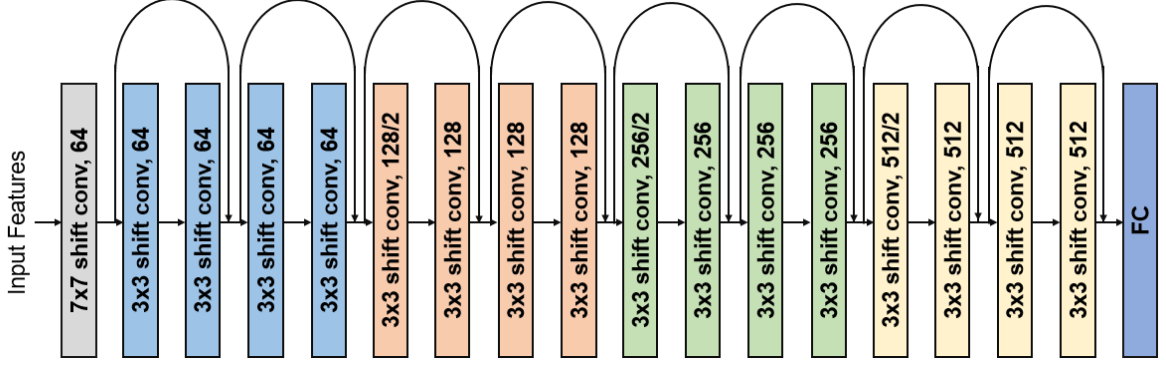 Input Features
7x7 shift conv, 64
3x3 shift conv, 64
3x3 shift conv, 64
3x3 shift conv, 64
3x3 shift conv, 64
3x3 shift conv, 128/2
3x3 shift conv, 128
3x3 shift conv, 128
3x3 shift conv, 128
3x3 shift conv, 256/2
3x3 shift conv, 256
3x3 shift conv, 256
3x3 shift conv, 256
3x3 shift conv, 512/2
3x3 shift conv, 512
3x3 shift conv, 512
3x3 shift conv, 512
FC